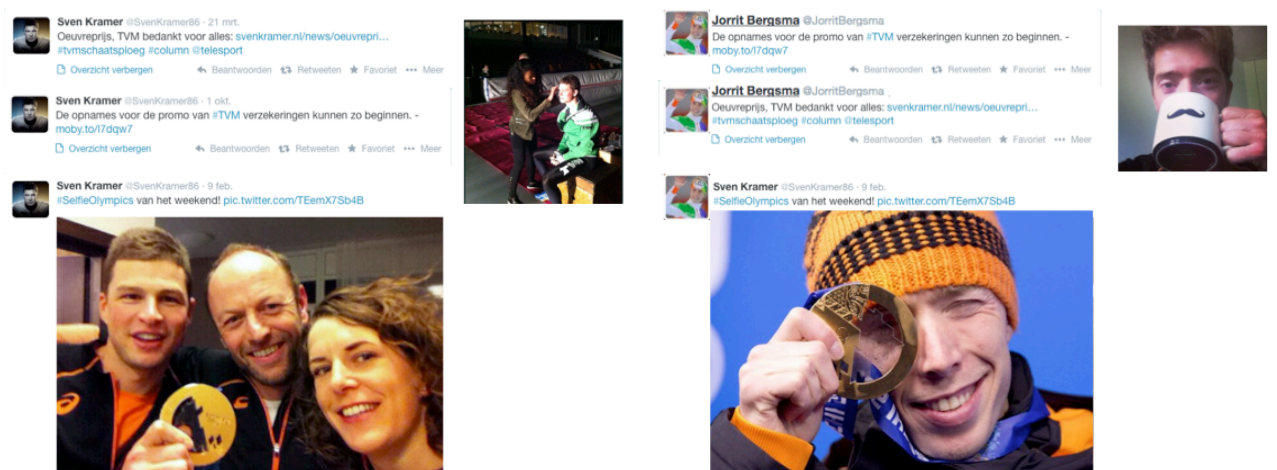 Sven Kramer @SvenKramer86 · 21 mrt.
Oeuvreprijs, TVM bedankt voor alles: svenkramer.nl/news/oeuvrepri…
#tvmschaatsploeg #column @telesport
Overzicht verbergen Beantwoorden Retweeten Favoriet Meer
Sven Kramer @SvenKramer86 · 1 okt.
De opnames voor de promo van #TVM verzekeringen kunnen zo beginnen. -
moby.to/l7dqw7
Overzicht verbergen Beantwoorden Retweeten Favoriet Meer
Sven Kramer @SvenKramer86 · 9 feb.
#SelfieOlympics van het weekend! pic.twitter.com/TEemX7Sb4B
Jorrit Bergsma @JorritBergsma
De opnames voor de promo van #TVM verzekeringen kunnen zo beginnen. -
moby.to/l7dqw7
Overzicht verbergen Beantwoorden Retweeten Favoriet Meer
Jorrit Bergsma @JorritBergsma
Oeuvreprijs, TVM bedankt voor alles: svenkramer.nl/news/oeuvrepri…
#tvmschaatsploeg #column @telesport
Overzicht verbergen Beantwoorden Retweeten Favoriet Meer
Sven Kramer @SvenKramer86 · 9 feb.
#SelfieOlympics van het weekend! pic.twitter.com/TEemX7Sb4B